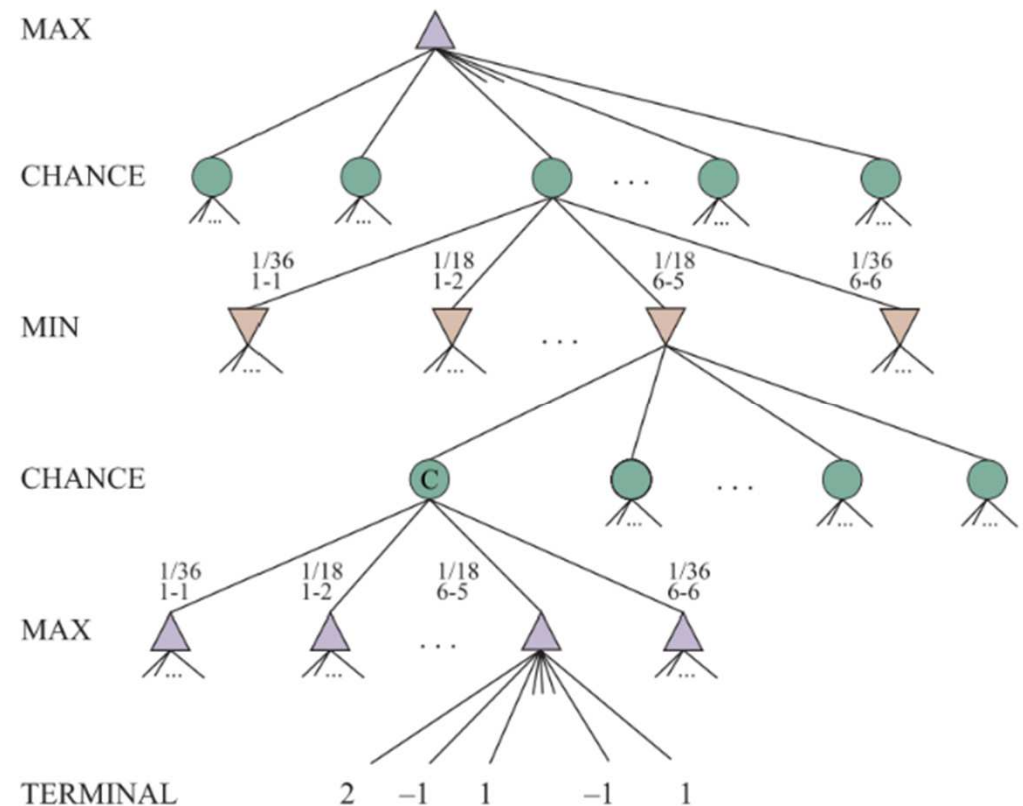 MAX
CHANCE
...
... ... ... ... ...
1/36 1/18 1/18 1/36
1-1 1-2 6-5 6-6
MIN
...
... ... ... ...
CHANCE
C
...
... ... ...
1/36 1/18 1/18 1/36
1-1 1-2 6-5 6-6
MAX
...
... ... ...
TERMINAL 2 –1 1 –1 1